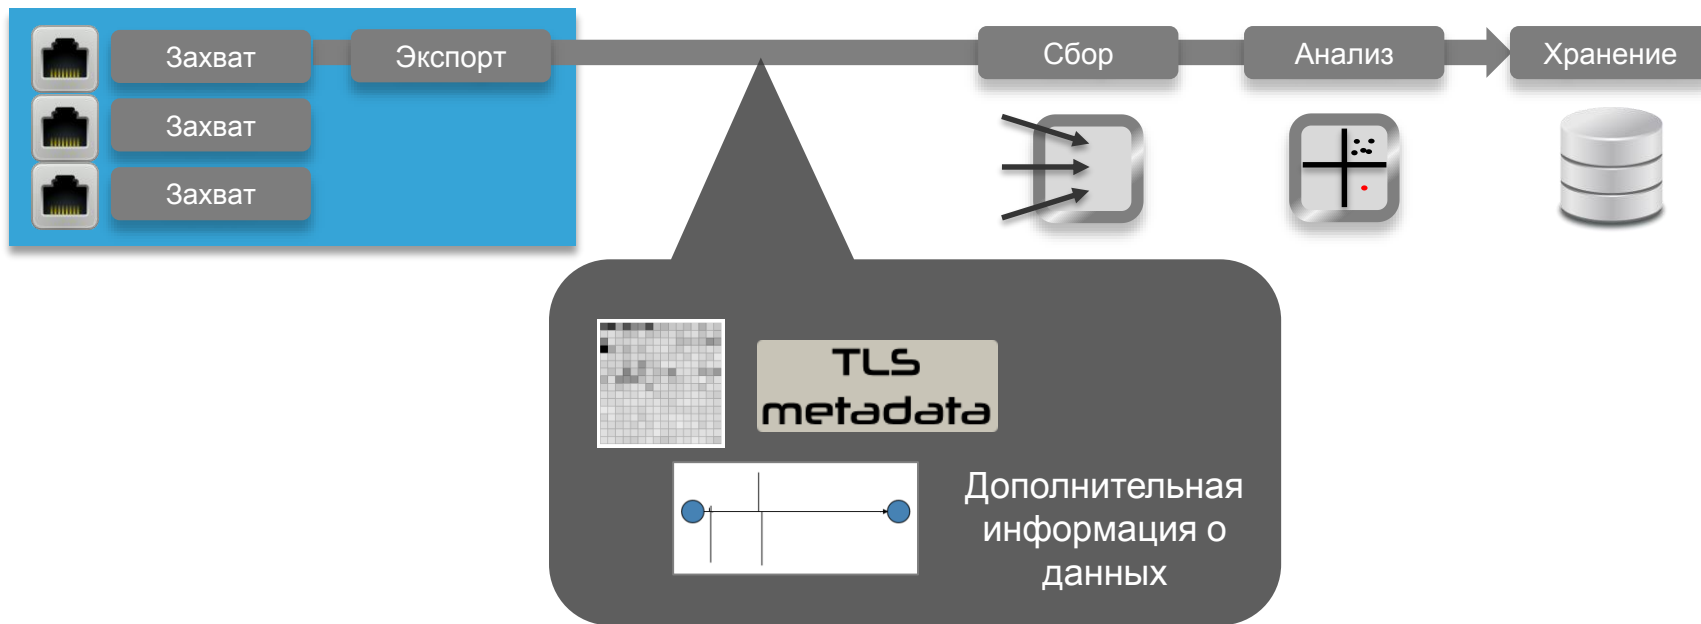 Захват
Экспорт
Сбор
Анализ
Хранение
Захват
Захват
TLS
metadata
Дополнительная
информация о
данных